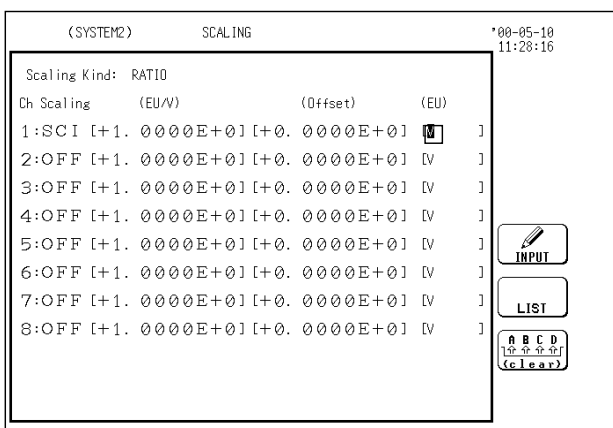 (SYSTEM2) SCALING '00-05-10
11:28:16
Scaling Kind: RATIO
Ch Scaling (EU/V) (Offset) (EU)
1:SCI [+1. 0000E+0][+0. 0000E+0] [V ]
2:OFF [+1. 0000E+0][+0. 0000E+0] [V ]
3:OFF [+1. 0000E+0][+0. 0000E+0] [V ]
4:OFF [+1. 0000E+0][+0. 0000E+0] [V ]
5:OFF [+1. 0000E+0][+0. 0000E+0] [V ]
6:OFF [+1. 0000E+0][+0. 0000E+0] [V ]
7:OFF [+1. 0000E+0][+0. 0000E+0] [V ]
8:OFF [+1. 0000E+0][+0. 0000E+0] [V ]
INPUT
LIST
A B C D
(clear)